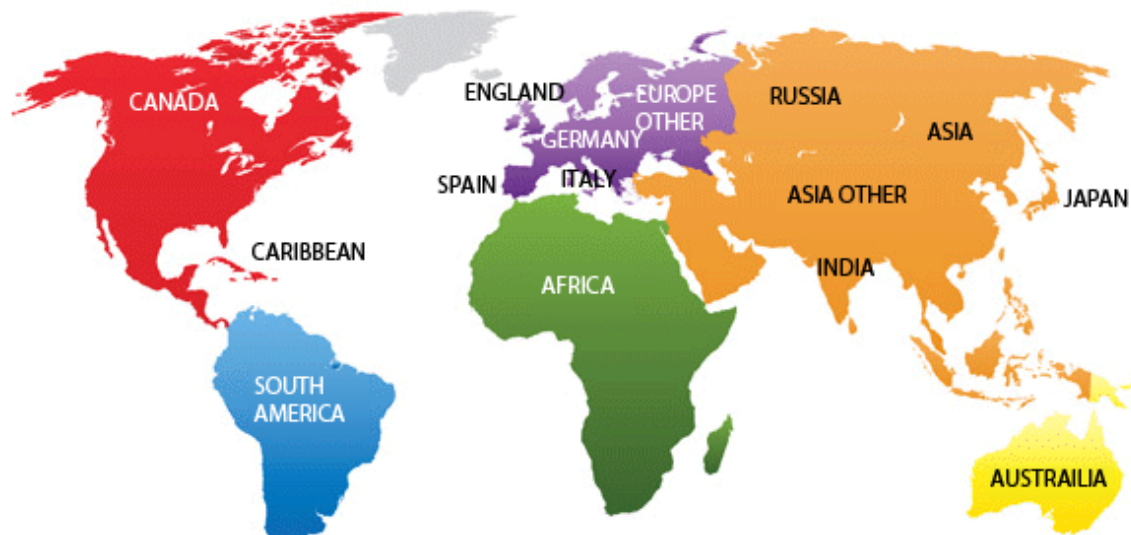 CANADA
ENGLAND
EUROPE
OTHER
RUSSIA
GERMANY
ASIA
SPAIN
ITALY
ASIA OTHER
JAPAN
CARIBBEAN
INDIA
AFRICA
SOUTH
AMERICA
AUSTRAILIA